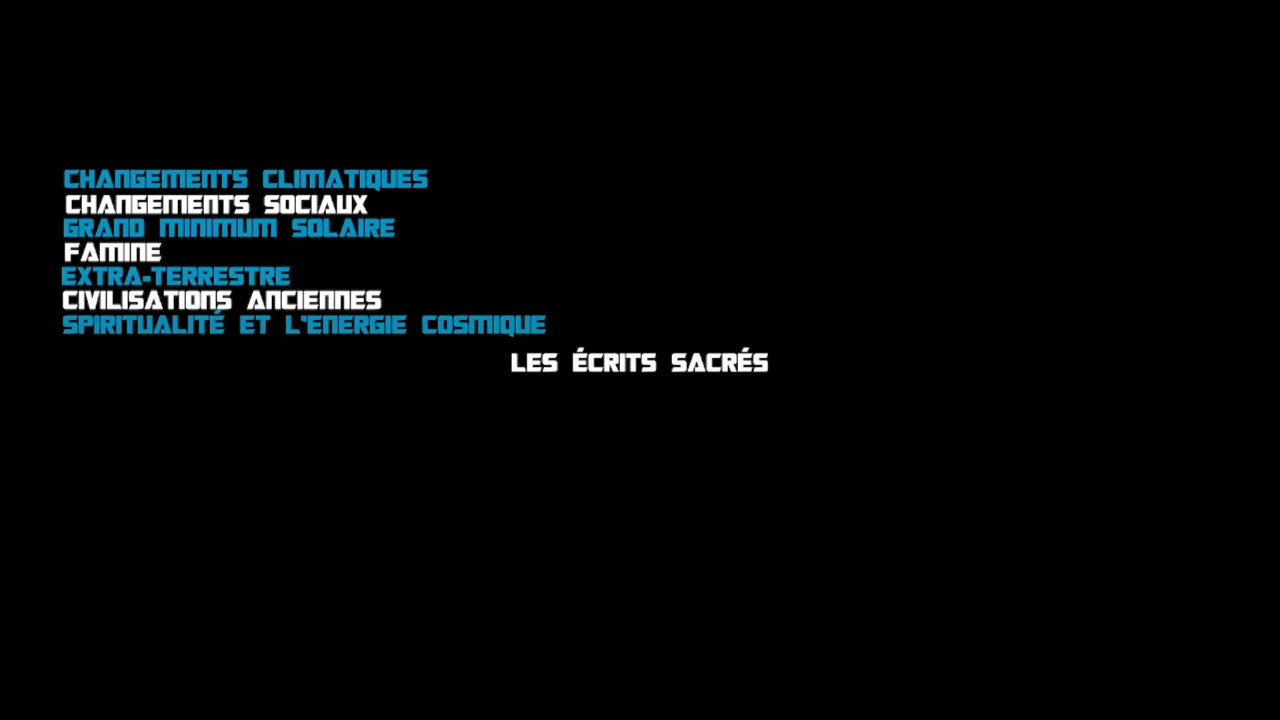 CHANGEMENTS CLIMATIQUES
CHANGEMENTS SOCIAUX
GRAND MINIMUM SOLAIRE
FAMINE
EXTRA-TERRESTRE
CIVILISATIONS ANCIENNES
SPIRITUALITÉ ET L'ENERGIE COSMIQUE
LES ÉCRITS SACRÉS